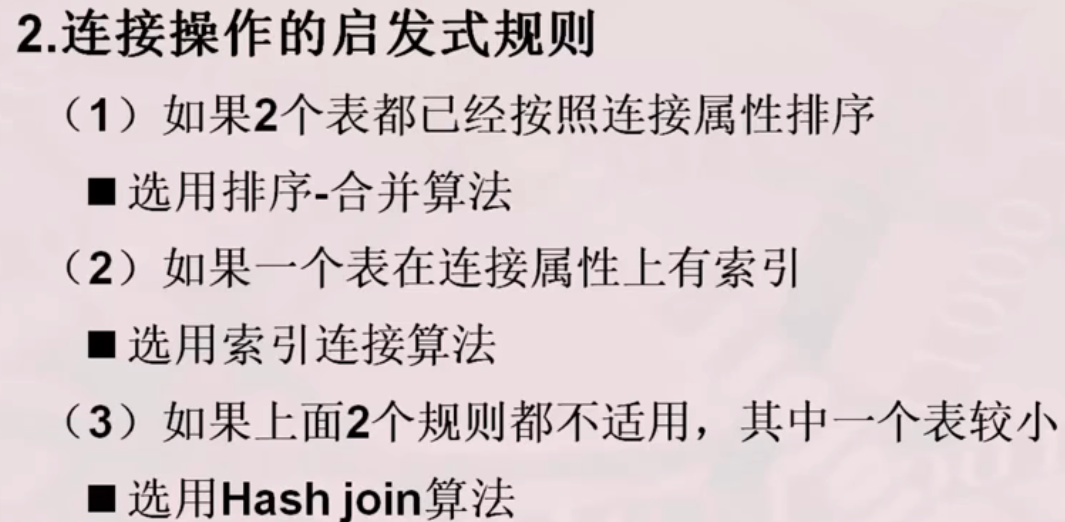 2.连接操作的启发式规则
（1）如果2个表都已经按照连接属性排序
■选用排序-合并算法
（2）如果一个表在连接属性上有索引
■选用索引连接算法
（3）如果上面2个规则都不适用，其中一个表较小
■选用Hash join算法